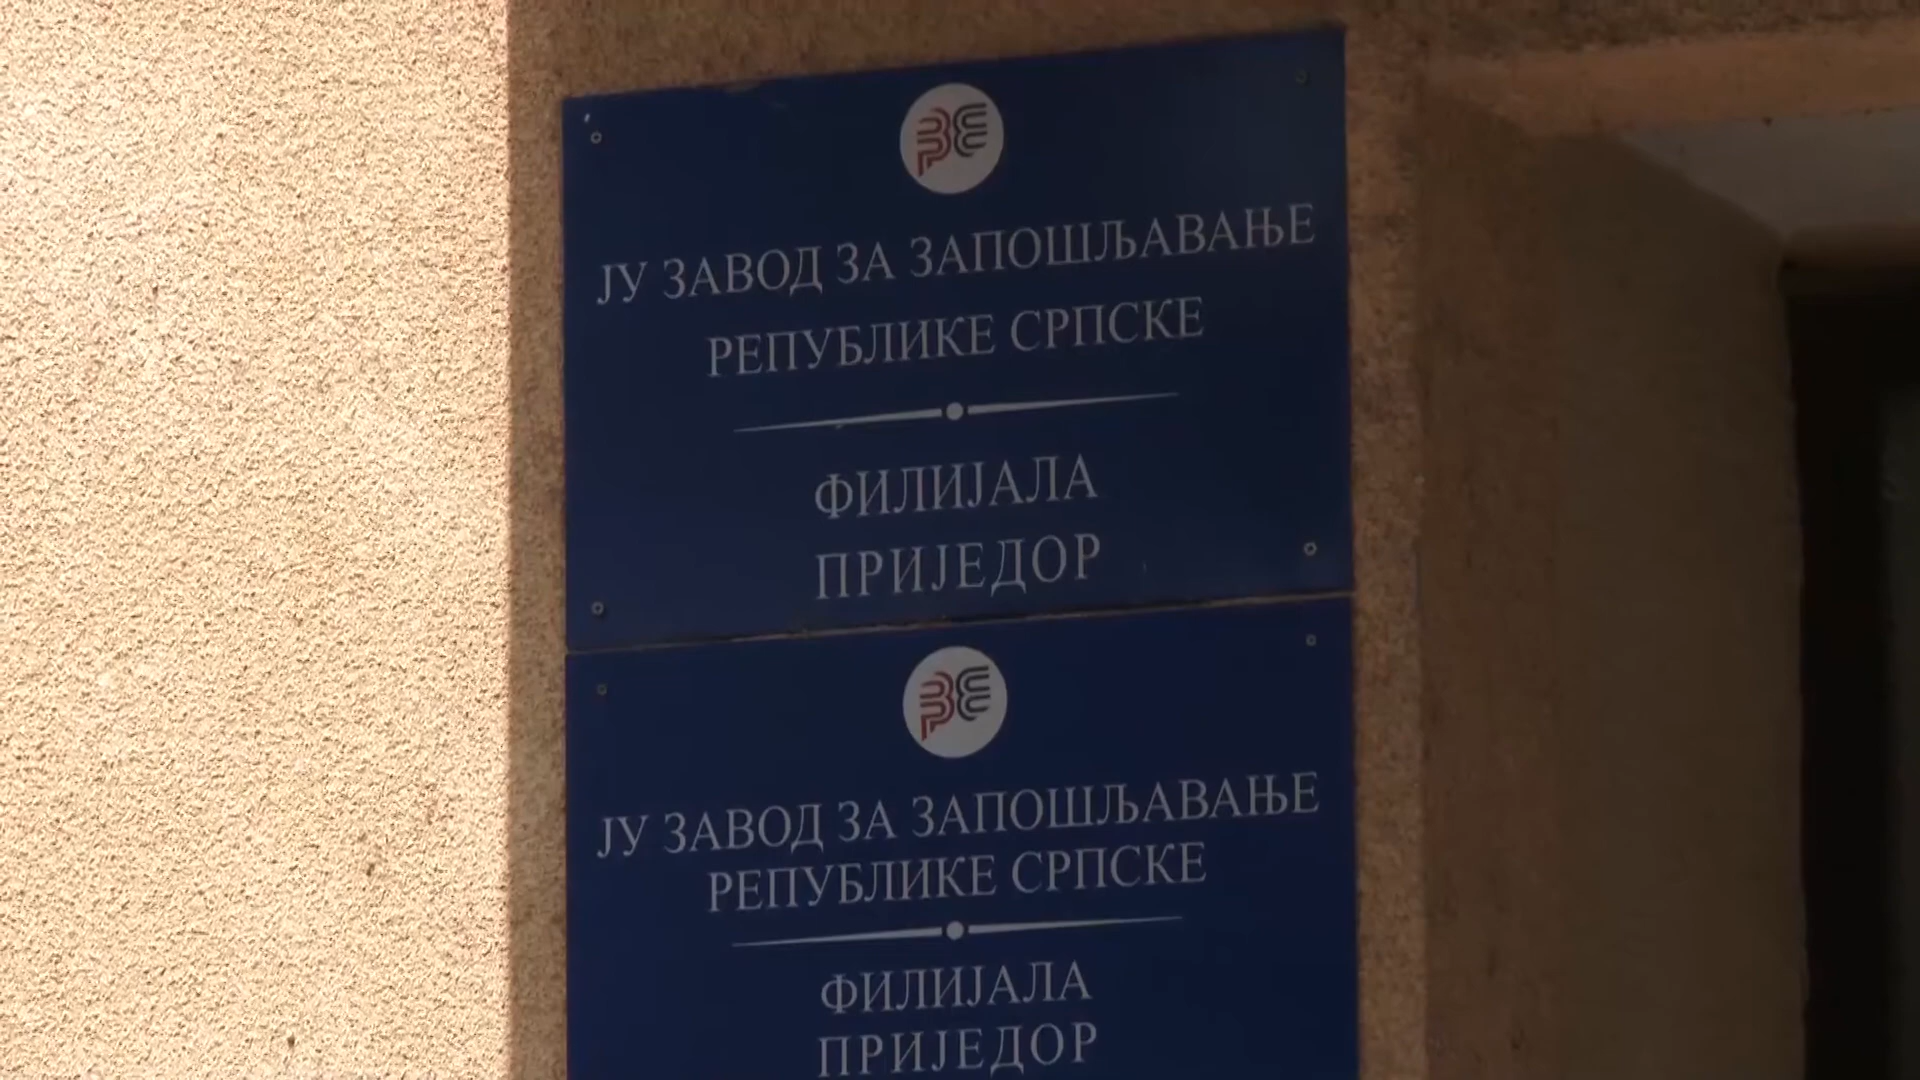 ЈУ ЗАВОД ЗА ЗАПОШЉАВАЊЕ
РЕПУБЛИКЕ СРПСКЕ
ФИЛИЈАЛА
ПРИЈЕДОР
ЈУ ЗАВОД ЗА ЗАПОШЉАВАЊЕ
РЕПУБЛИКЕ СРПСКЕ
ФИЛИЈАЛА
ПРИЈЕДОР